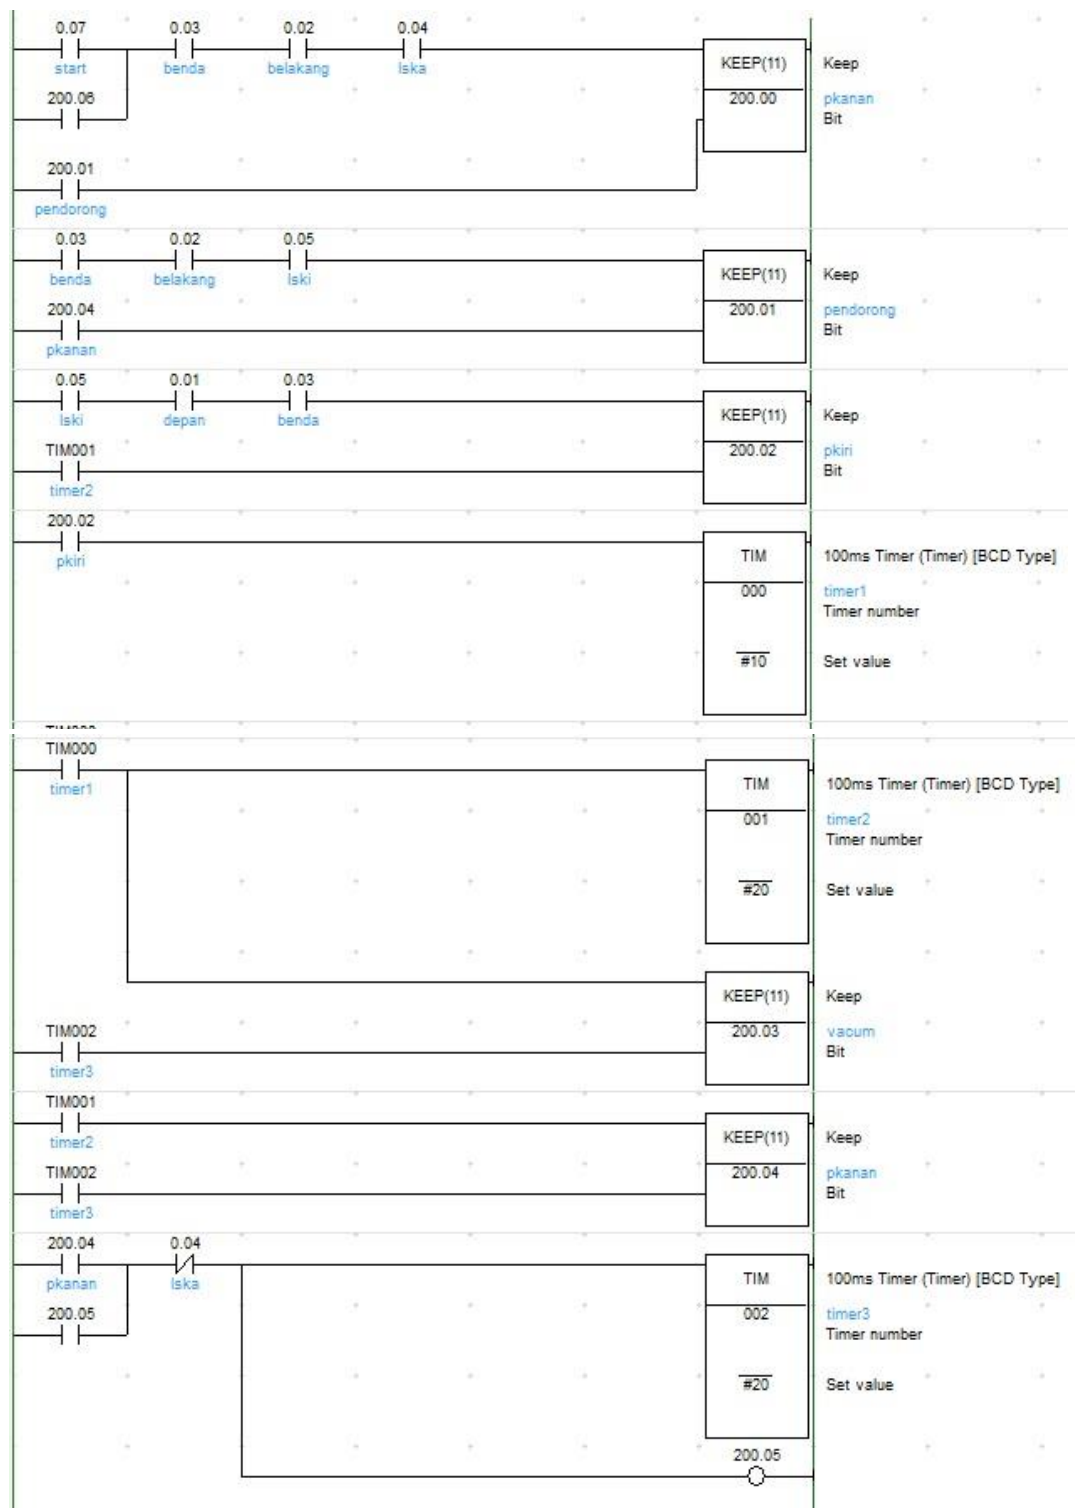 0.07 0.03 0.02 0.04
start benda belakang lska
KEEP(11) Keep
200.06 200.00 pkanan
Bit
200.01
pendorong
0.03 0.02 0.05
benda belakang lski
KEEP(11) Keep
200.04 200.01 pendorong
Bit
pkanan
0.05 0.01 0.03
lski depan benda
KEEP(11) Keep
TIM001 200.02 pkiri
Bit
timer2
200.02
pkiri
TIM 100ms Timer (Timer) [BCD Type]
000 timer1
Timer number
#10 Set value
TIM000
timer1
TIM 100ms Timer (Timer) [BCD Type]
001 timer2
Timer number
#20 Set value
KEEP(11) Keep
TIM002 200.03 vaoum
Bit
timer3
TIM001
timer2
KEEP(11) Keep
TIM002 200.04 pkanan
Bit
timer3
200.04 0.04
pkanan lska
TIM 100ms Timer (Timer) [BCD Type]
200.05 002 timer3
Timer number
#20 Set value
200.05